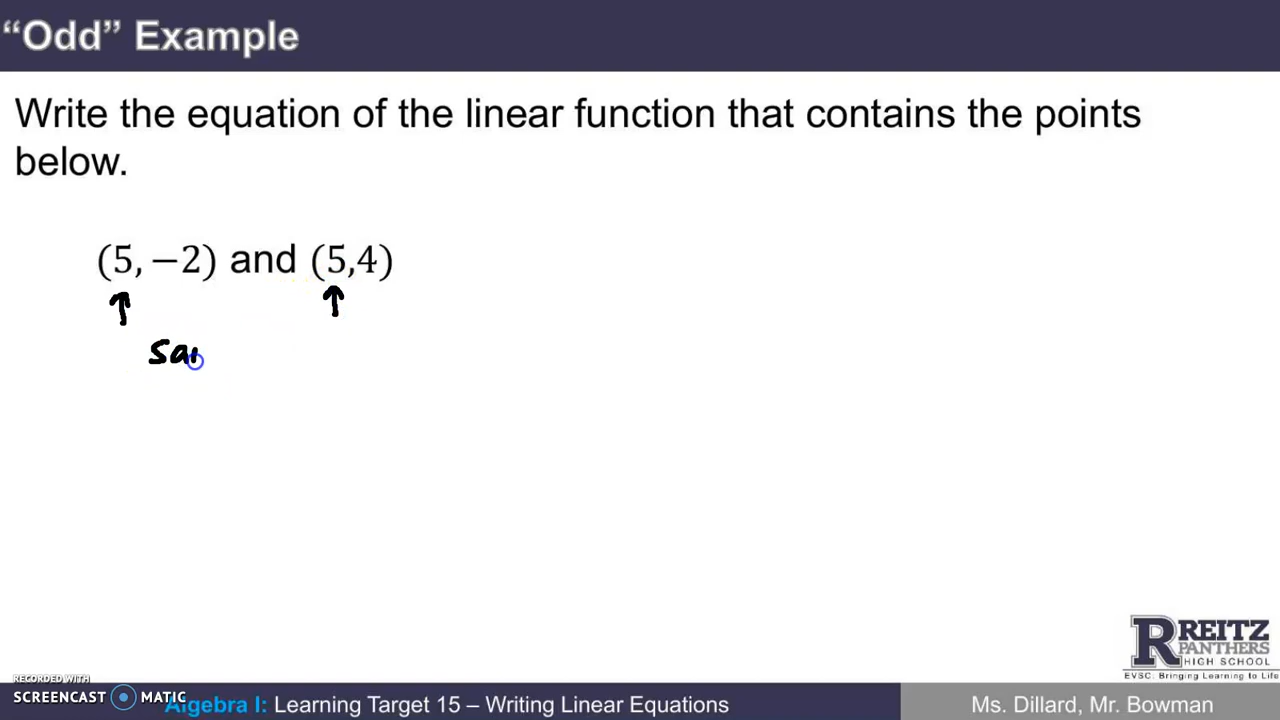 “Odd” Example
Write the equation of the linear function that contains the points
below.
(5, −2) and (5,4)
sa
REITZ
PANTHERS
HIGH SCHOOL
EVSC: Bringing Learning to Life
RECORDED WITH
SCREENCAST MATIC
Algebra I: Learning Target 15 – Writing Linear Equations
Ms. Dillard, Mr. Bowman